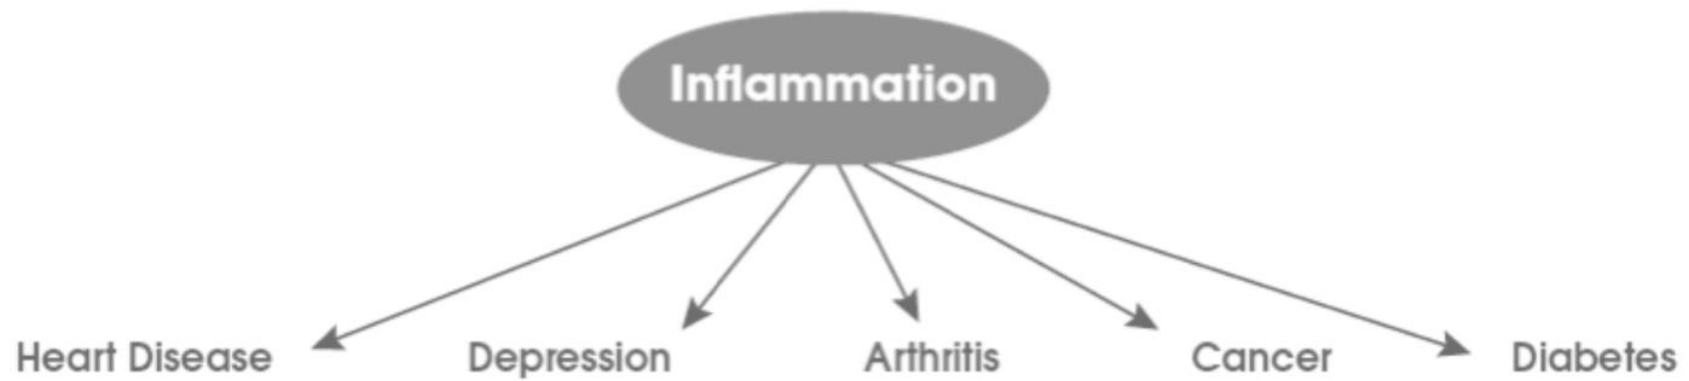 Inflammation
Heart Disease
Depression
Arthritis
Cancer
Diabetes